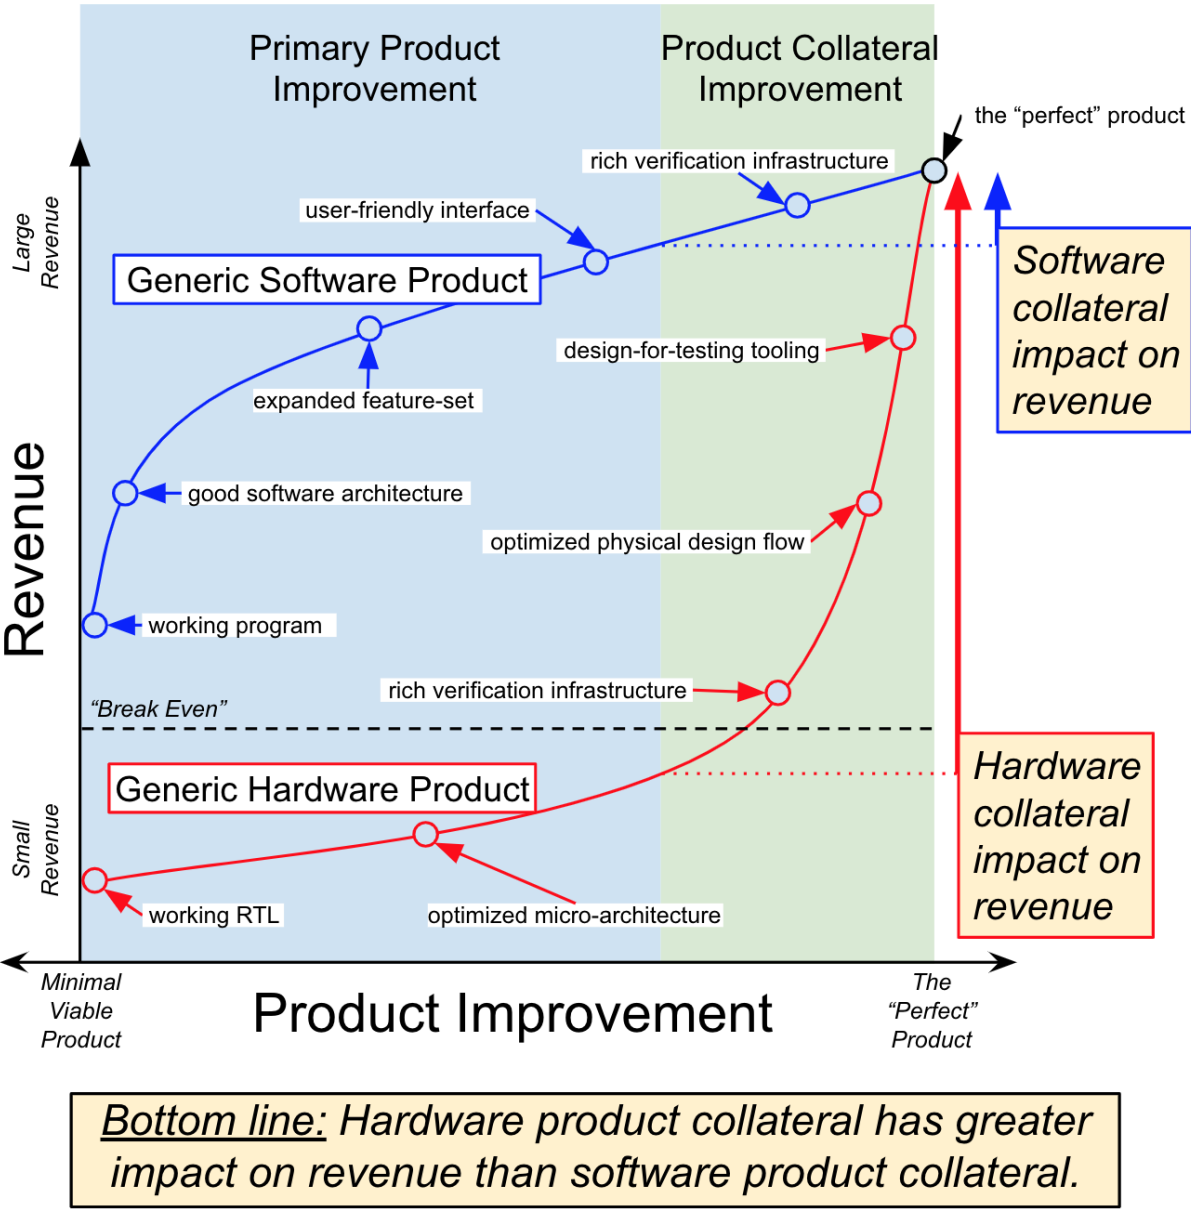 Primary Product
Improvement
Product Collateral
Improvement
the “perfect” product
rich verification infrastructure
user-friendly interface
Large
Revenue
Generic Software Product
Software
collateral
impact on
revenue
design-for-testing tooling
expanded feature-set
good software architecture
Revenue
optimized physical design flow
working program
rich verification infrastructure
“Break Even”
Generic Hardware Product
Hardware
collateral
impact on
revenue
Small
Revenue
working RTL
optimized micro-architecture
Minimal
Viable
Product
Product Improvement
The
“Perfect”
Product
Bottom line: Hardware product collateral has greater
impact on revenue than software product collateral.